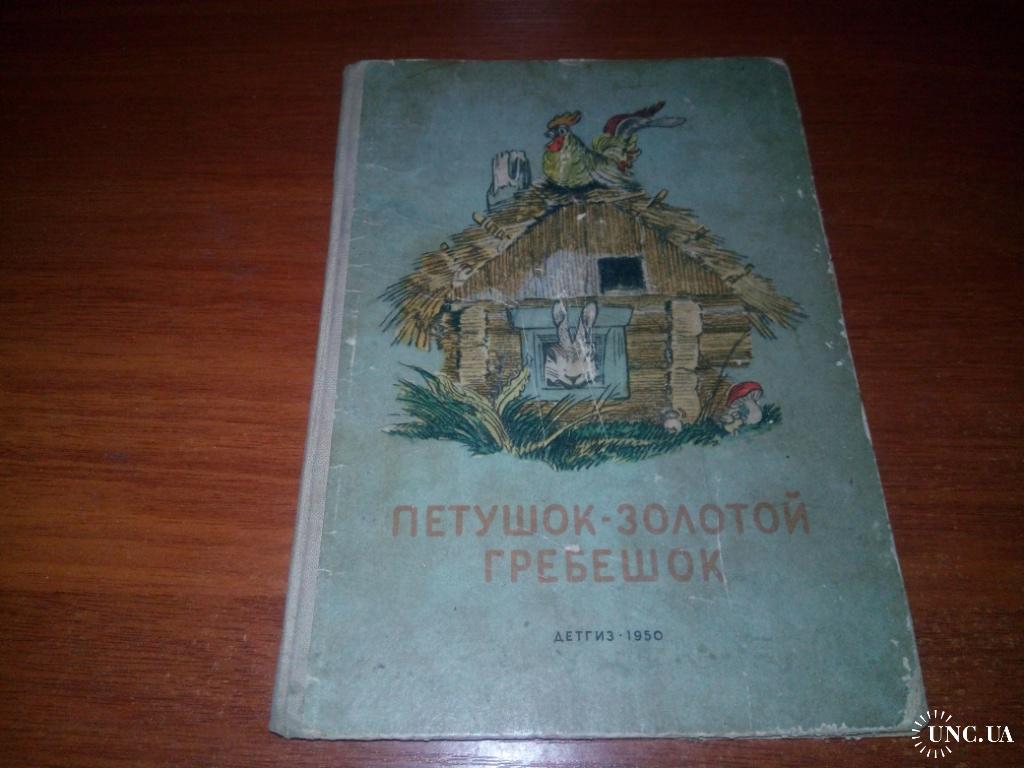 ПЕТУШОК-ЗОЛОТОЙ
ГРЕБЕШОК
ДЕТГИЗ · 1950
UNC.UA